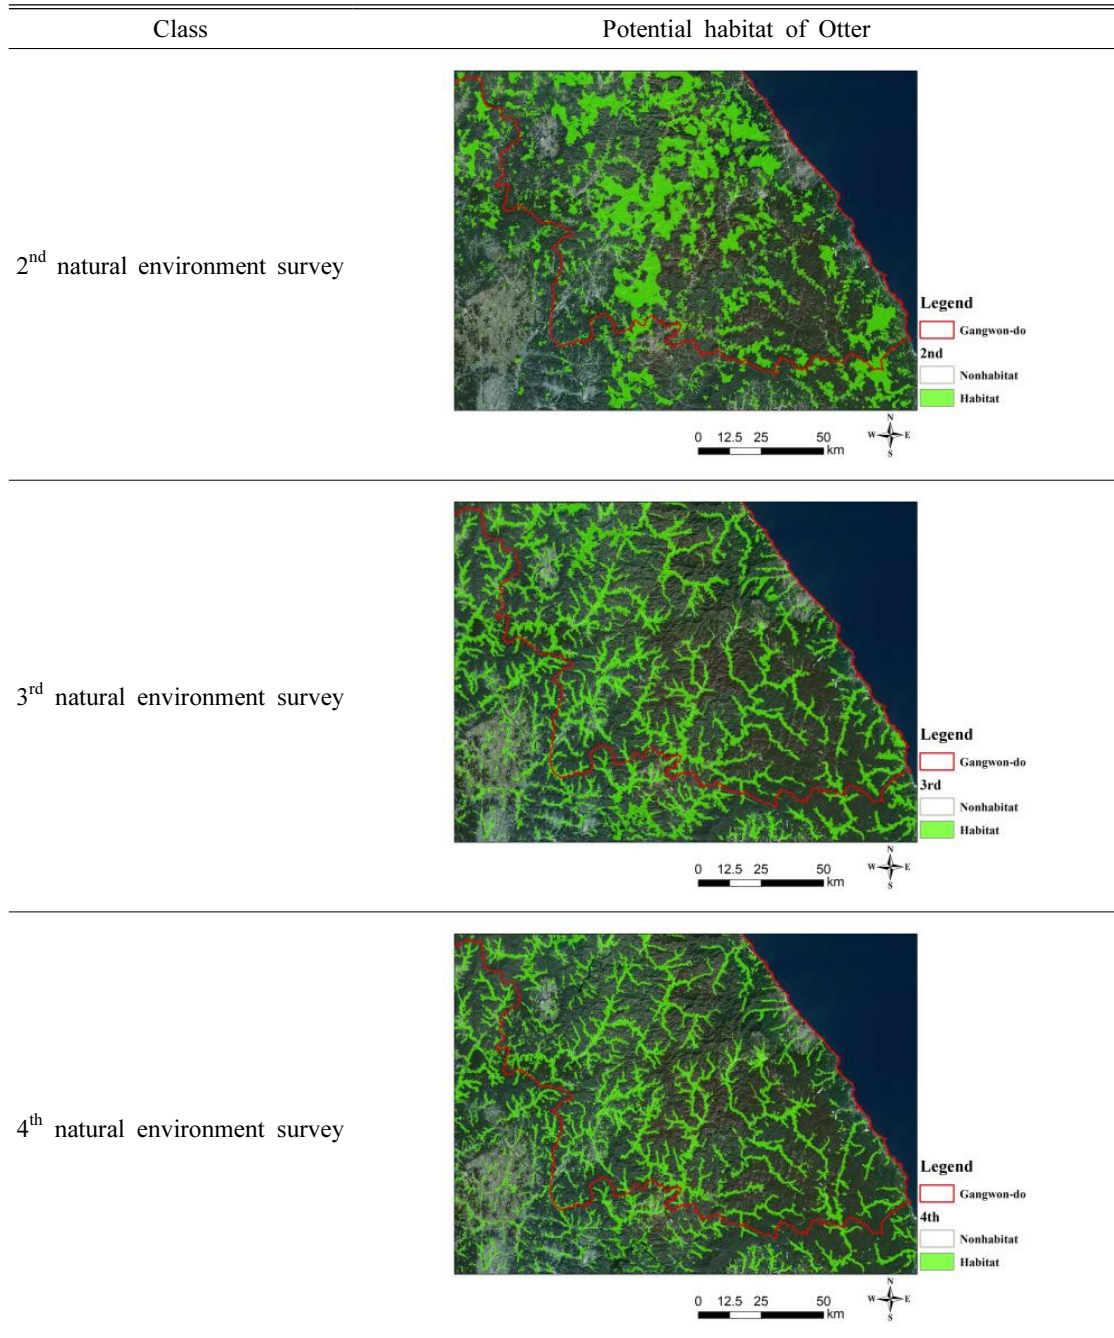 Class Potential habitat of Otter
2nd natural environment survey
Legend
Gangwon-do
2nd
Nonhabitat
Habitat
N
W E
S
0 12.5 25 50
km
3rd natural environment survey
Legend
Gangwon-do
3rd
Nonhabitat
Habitat
N
W E
S
0 12.5 25 50
km
4th natural environment survey
Legend
Gangwon-do
4th
Nonhabitat
Habitat
N
W E
S
0 12.5 25 50
km